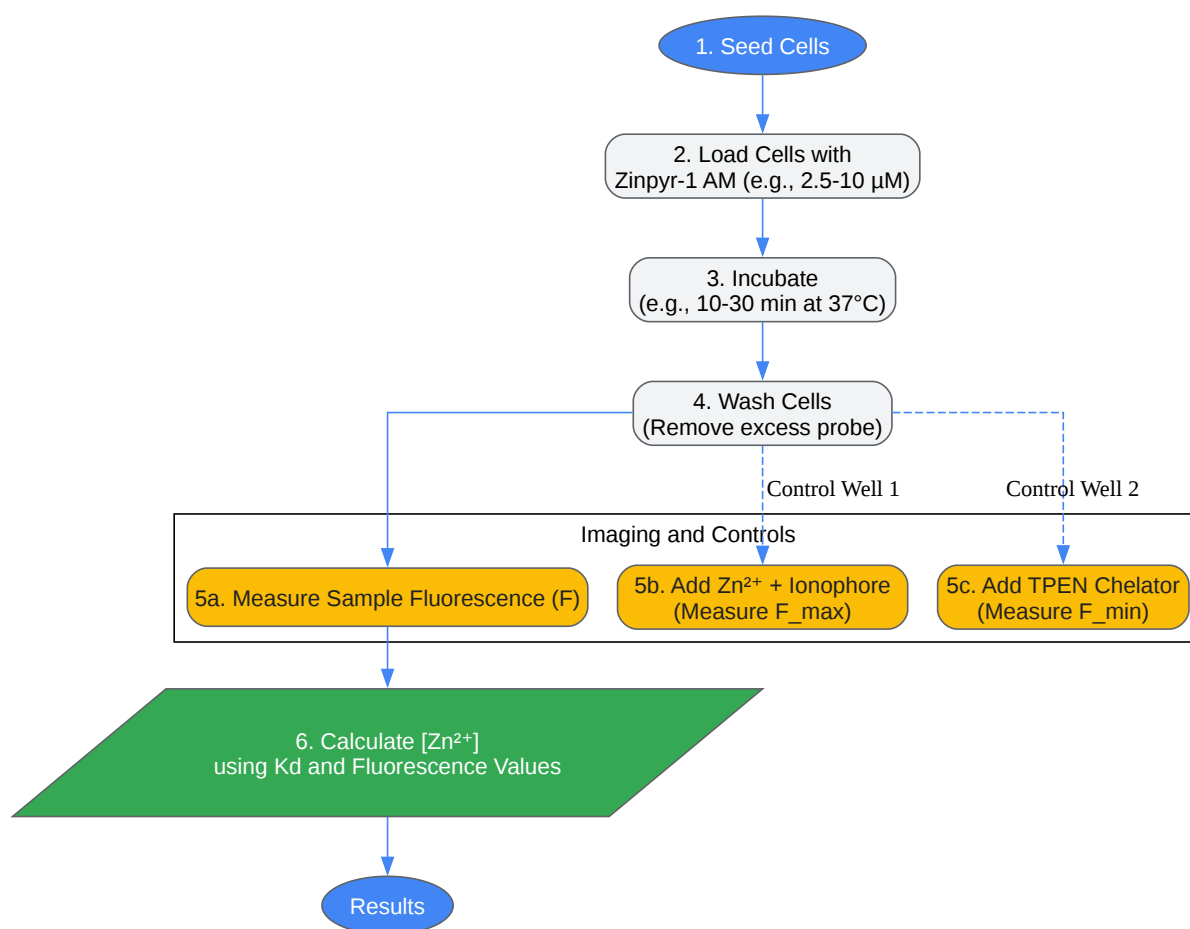 1. Seed Cells
2. Load Cells with
Zinpyr-1 AM (e.g., 2.5-10 µM)
3. Incubate
(e.g., 10-30 min at 37°C)
4. Wash Cells
(Remove excess probe)
Control Well 1
Control Well 2
Imaging and Controls
5a. Measure Sample Fluorescence (F)
5b. Add Zn²⁺ + Ionophore
(Measure F_max)
5c. Add TPEN Chelator
(Measure F_min)
6. Calculate [Zn²⁺]
using Kd and Fluorescence Values
Results